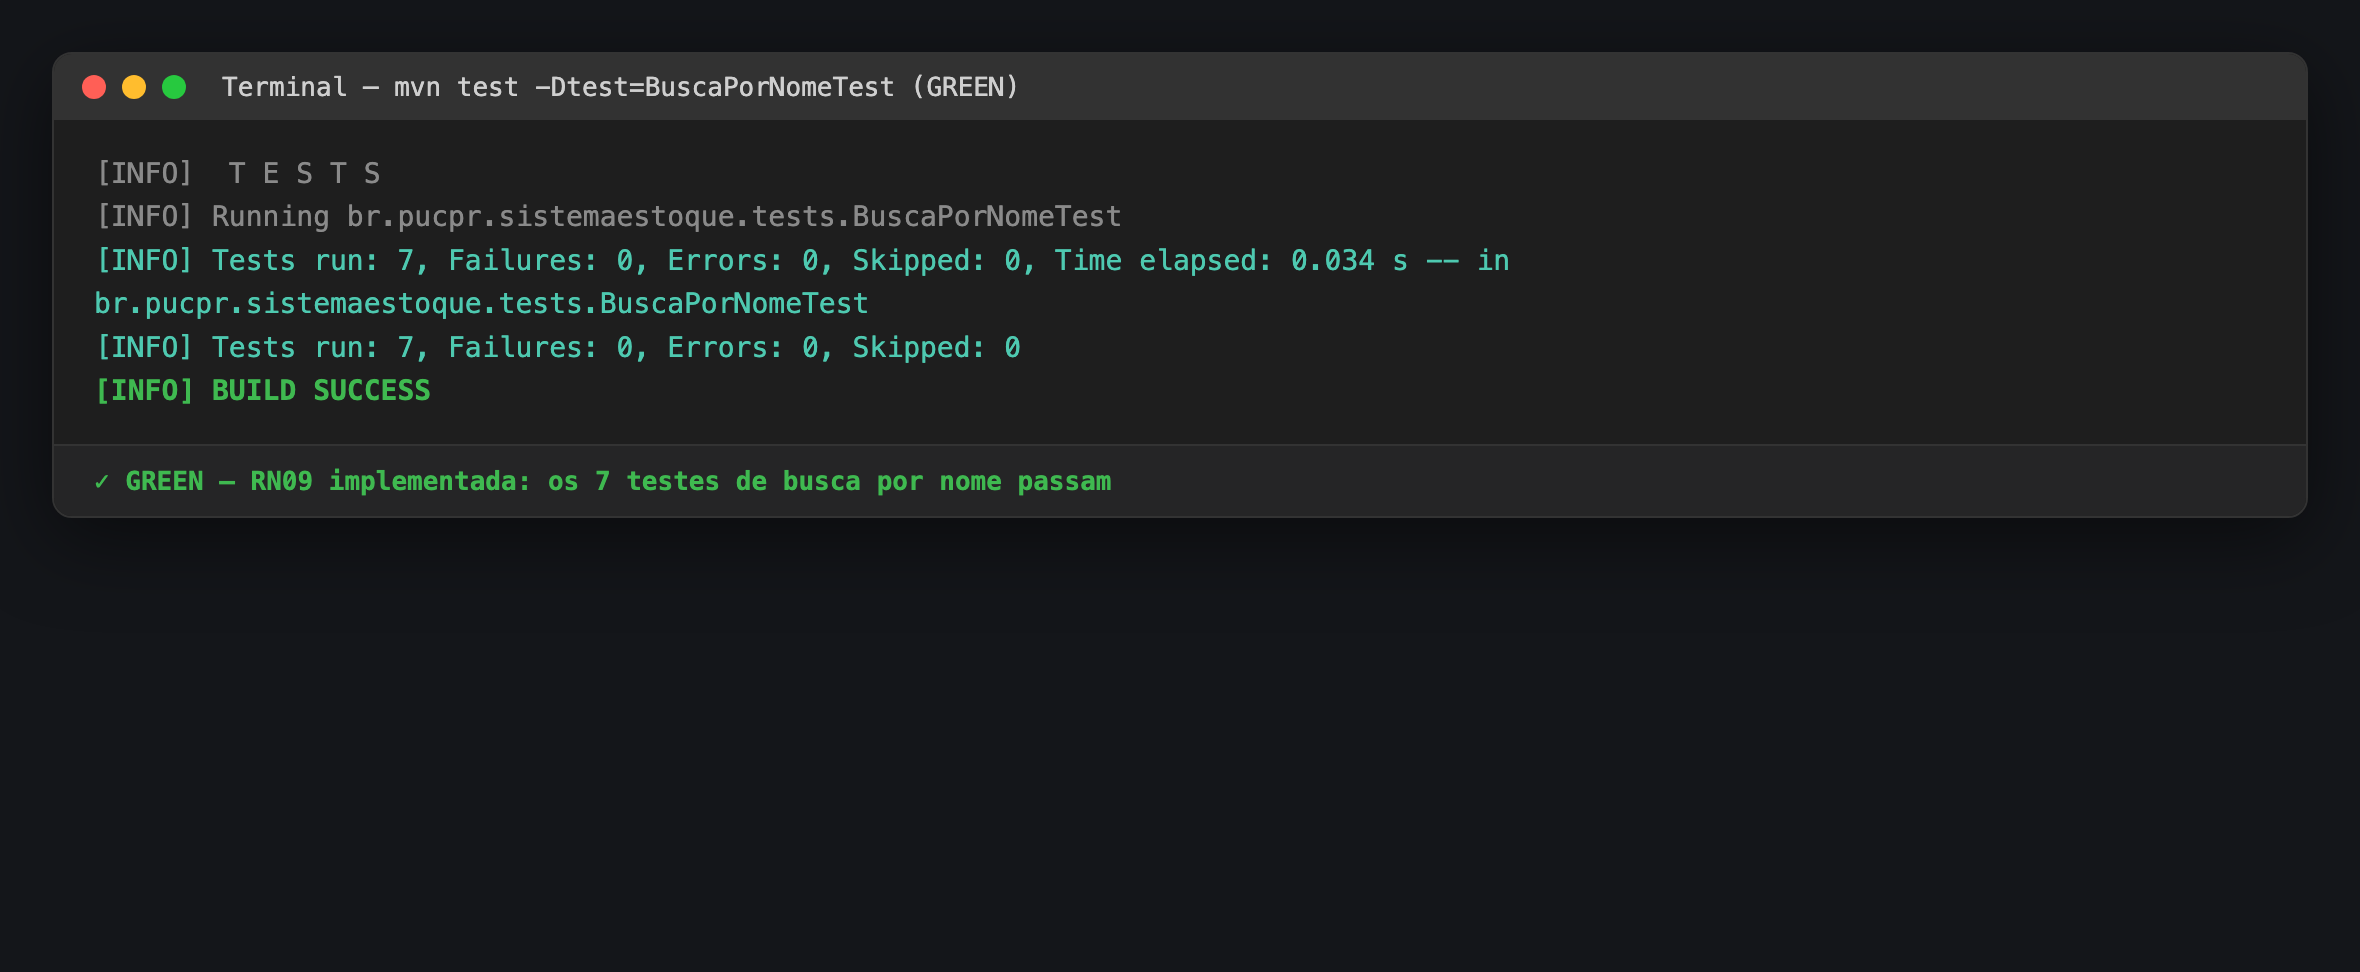 Terminal — mvn test -Dtest=BuscaPorNomeTest (GREEN)
[INFO]  T E S T S
[INFO] Running br.pucpr.sistemaestoque.tests.BuscaPorNomeTest
[INFO] Tests run: 7, Failures: 0, Errors: 0, Skipped: 0, Time elapsed: 0.034 s -- in
br.pucpr.sistemaestoque.tests.BuscaPorNomeTest
[INFO] Tests run: 7, Failures: 0, Errors: 0, Skipped: 0
[INFO] BUILD SUCCESS
✓ GREEN — RN09 implementada: os 7 testes de busca por nome passam